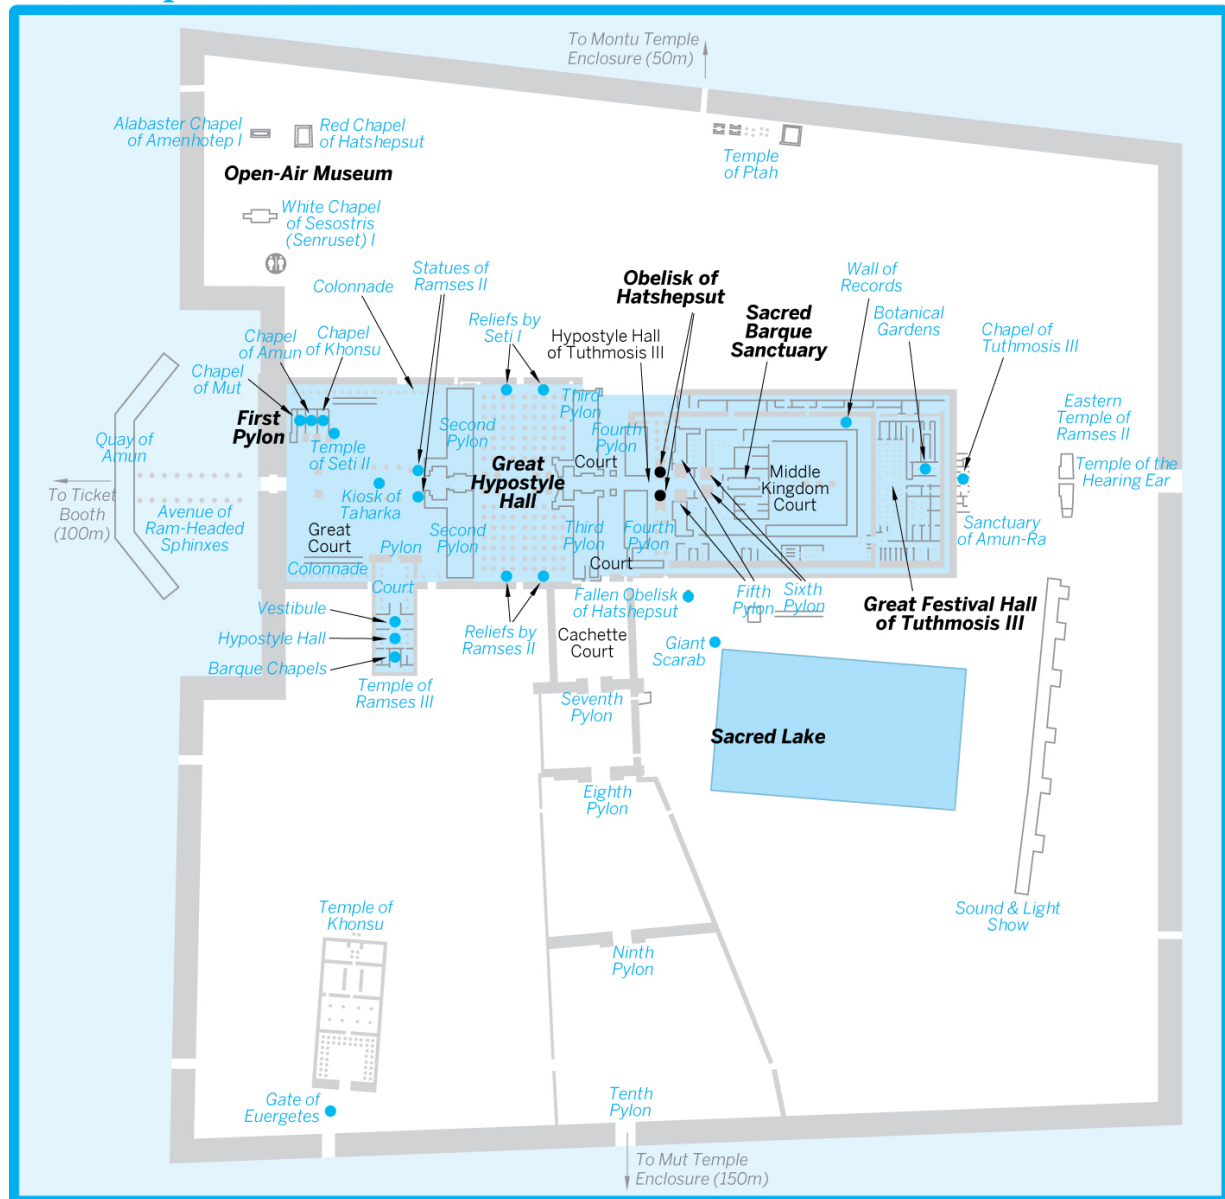 To Montu Temple
Enclosure (50m)
Alabaster Chapel
of Amenhotep I
Red Chapel
of Hatshepsut
Open-Air Museum
Temple
of Ptah
White Chapel
of Sesostris
(Senruset) I
Colonnade
Statues of
Ramses II
Obelisk of
Hatshepsut
Wall of
Records
Sacred
Barque
Sanctuary
Botanical
Gardens
Chapel of
Tuthmosis III
Chapel
of Amun
Chapel
of Khonsu
Reliefs by
Seti I
Hypostyle Hall
of Tuthmosis III
Chapel
of Mut
First
Pylon
Temple
of Seti II
Second
Pylon
Third
Pylon
Fourth
Pylon
Eastern
Temple of
Ramses II
Quay of
Amun
Great
Hypostyle
Hall
Court
Middle
Kingdom
Court
Temple of the
Hearing Ear
To Ticket
Booth
(100m)
Avenue of
Ram-Headed
Sphinxes
Kiosk of
Taharka
Great
Court
Pylon
Second
Pylon
Third
Pylon
Fourth
Pylon
Sanctuary
of Amun-Ra
Colonnade
Court
Court
Vestibule
Hypostyle Hall
Barque Chapels
Temple of
Ramses III
Reliefs by
Ramses II
Fallen Obelisk
of Hatshepsut
Cachette
Court
Fifth
Pylon
Sixth
Pylon
Great Festival Hall
of Tuthmosis III
Giant
Scarab
Seventh
Pylon
Sacred Lake
Eighth
Pylon
Temple of
Khonsu
Sound & Light
Show
Ninth
Pylon
Gate of
Euergetes
Tenth
Pylon
To Mut Temple
Enclosure (150m)